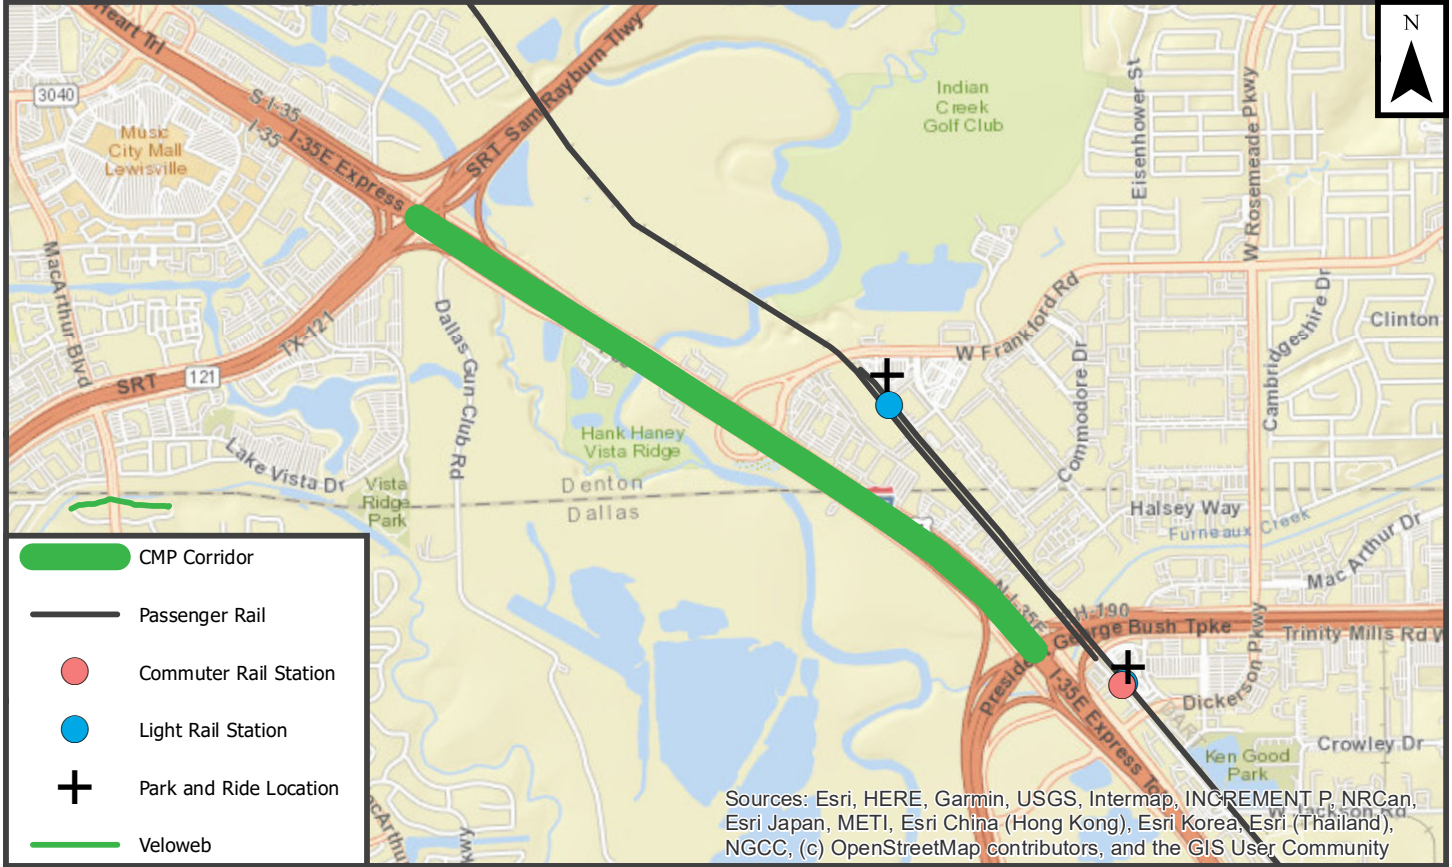 Heart Trl
3040
S I-35
I-35
I-35E Express
SRT Sam Rayburn Tlwy
Music
City Mall
Lewisville
Indian
Creek
Golf Club
Eisenhower St
W Rosemeade Pkwy
N
MacArthur Blvd
TX-121
SRT
121
Dallas Gun Club Rd
W Frankford Rd
Commodore Dr
Cambridgeshire Dr
Clinton
Hank Haney
Vista Ridge
Lake Vista Dr
Vista
Ridge
Park
Denton
Dallas
Halsey Way
Furneaux Creek
Mac Arthur Dr
N I-35E
H-190
President George Bush Tpke
Trinity Mills Rd W
Dickerson Pkwy
I-35E Express
DART
Ken Good
Park
Crowley Dr
W Jackson Rd
CMP Corridor
Passenger Rail
Commuter Rail Station
Light Rail Station
Park and Ride Location
Veloweb
Sources: Esri, HERE, Garmin, USGS, Intermap, INCREMENT P, NRCan,
Esri Japan, METI, Esri China (Hong Kong), Esri Korea, Esri (Thailand),
NGCC, (c) OpenStreetMap contributors, and the GIS User Community